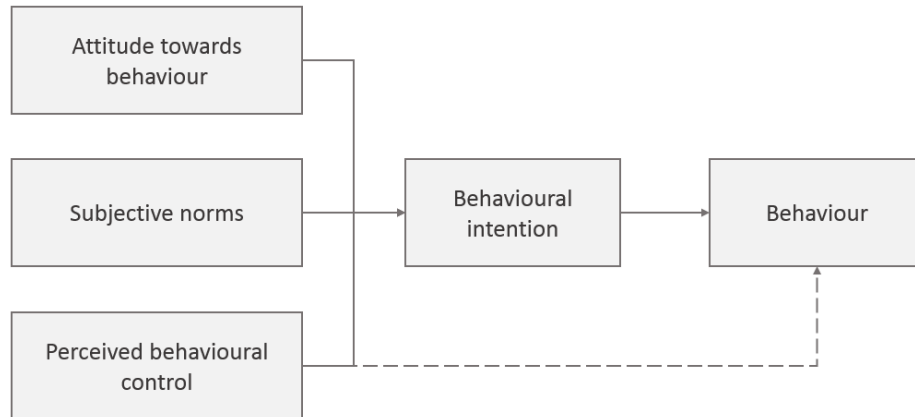 Attitude towards
behaviour
Subjective norms
Behavioural
intention
Behaviour
Perceived behavioural
control